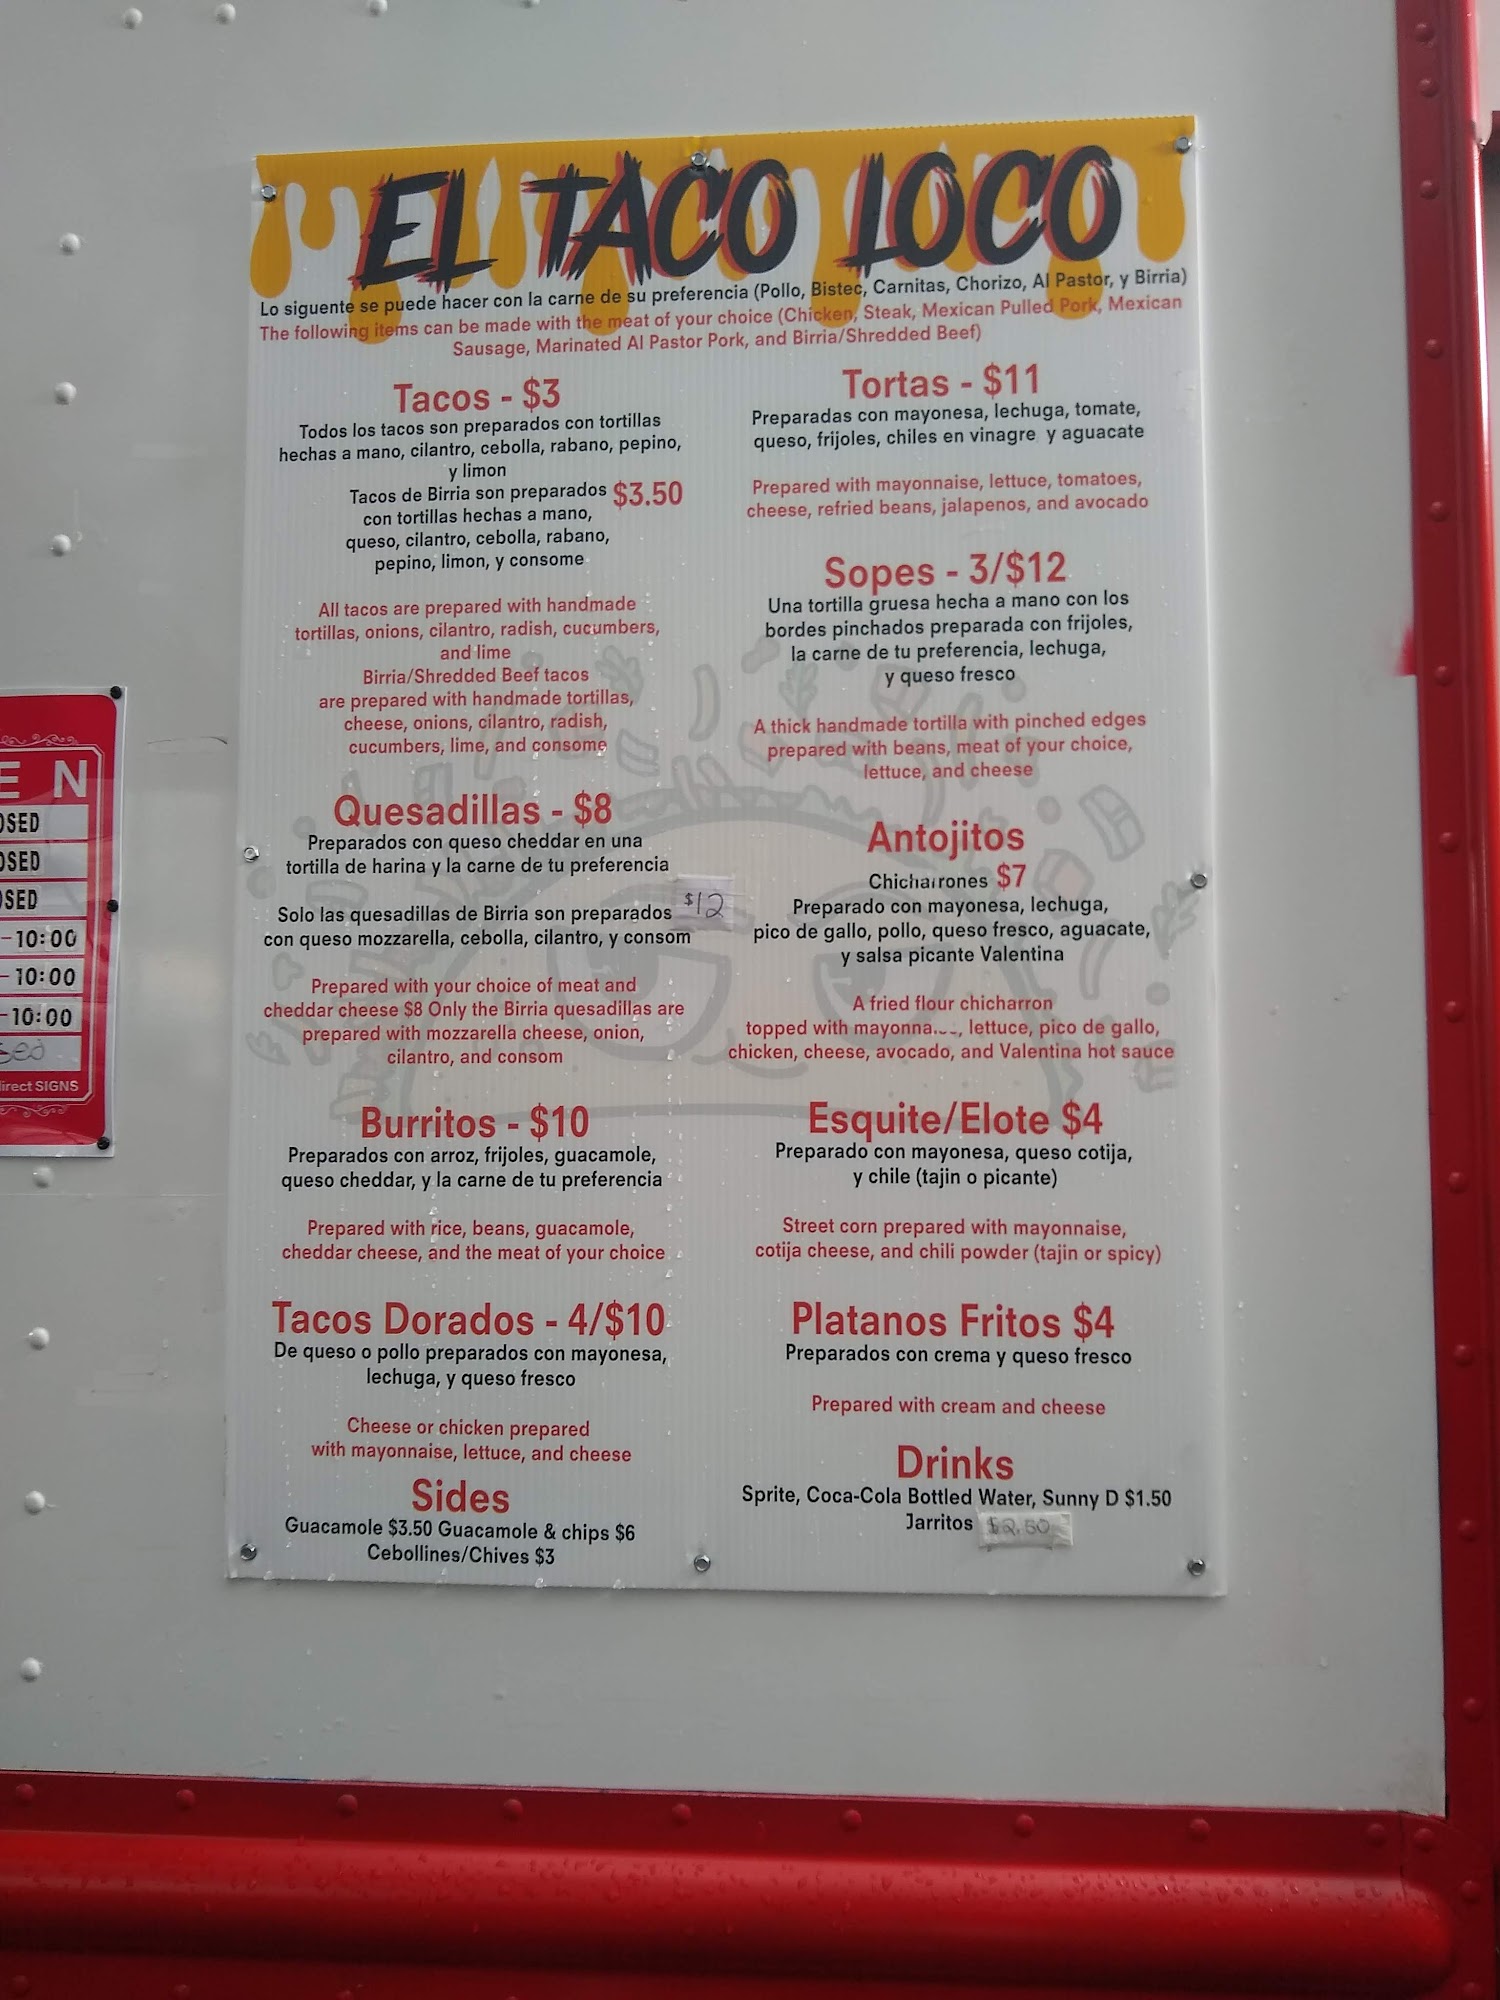 EL TACO LOCO
Lo siguente se puede hacer con la carne de su preferencia (Pollo, Bistec, Carnitas, Chorizo, Al Pastor, y Birria)
The following items can be made with the meat of your choice (Chicken, Steak, Mexican Pulled Pork, Mexican
Sausage, Marinated Al Pastor Pork, and Birria/Shredded Beef)
Tacos - $3
Todos los tacos son preparados con tortillas
hechas a mano, cilantro, cebolla, rabano, pepino,
y limon
Tacos de Birria son preparados $3.50
con tortillas hechas a mano,
queso, cilantro, cebolla, rabano,
pepino, limon, y consome
All tacos are prepared with handmade
tortillas, onions, cilantro, radish, cucumbers,
and lime
Birria/Shredded Beef tacos
are prepared with handmade tortillas,
cheese, onions, cilantro, radish,
cucumbers, lime, and consome
Quesadillas - $8
Preparados con queso cheddar en una
tortilla de harina y la carne de tu preferencia
Solo las quesadillas de Birria son preparados $12
con queso mozzarella, cebolla, cilantro, y consom
Prepared with your choice of meat and
cheddar cheese $8 Only the Birria quesadillas are
prepared with mozzarella cheese, onion,
cilantro, and consom
Burritos - $10
Preparados con arroz, frijoles, guacamole,
queso cheddar, y la carne de tu preferencia
Prepared with rice, beans, guacamole,
cheddar cheese, and the meat of your choice
Tacos Dorados - 4/$10
De queso o pollo preparados con mayonesa,
lechuga, y queso fresco
Cheese or chicken prepared
with mayonnaise, lettuce, and cheese
Sides
Guacamole $3.50 Guacamole & chips $6
Cebollines/Chives $3
Tortas - $11
Preparadas con mayonesa, lechuga, tomate,
queso, frijoles, chiles en vinagre y aguacate
Prepared with mayonnaise, lettuce, tomatoes,
cheese, refried beans, jalapenos, and avocado
Sopes - 3/$12
Una tortilla gruesa hecha a mano con los
bordes pinchados preparada con frijoles,
la carne de tu preferencia, lechuga,
y queso fresco
A thick handmade tortilla with pinched edges
prepared with beans, meat of your choice,
lettuce, and cheese
Antojitos
Chicharrones $7
Preparado con mayonesa, lechuga,
pico de gallo, pollo, queso fresco, aguacate,
y salsa picante Valentina
A fried flour chicharron
topped with mayonnaise, lettuce, pico de gallo,
chicken, cheese, avocado, and Valentina hot sauce
Esquite/Elote $4
Preparado con mayonesa, queso cotija,
y chile (tajin o picante)
Street corn prepared with mayonnaise,
cotija cheese, and chili powder (tajin or spicy)
Platanos Fritos $4
Preparados con crema y queso fresco
Prepared with cream and cheese
Drinks
Sprite, Coca-Cola Bottled Water, Sunny D $1.50
Jarritos $2.50
EN
OSED
OSED
SED
-10:00
-10:00
-10:00
sed
irect SIGNS